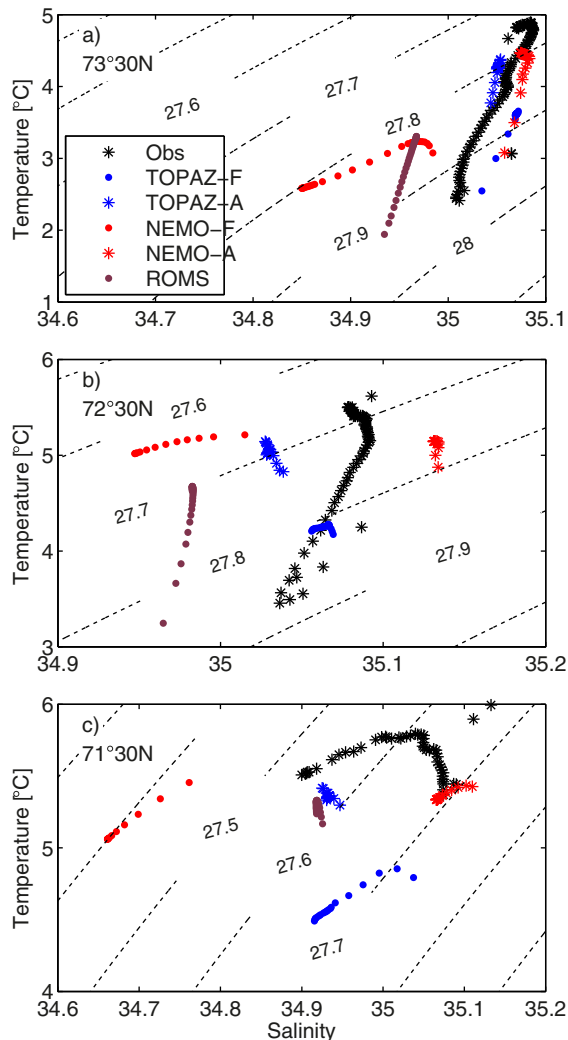 5
a)
73°30N
4
3
2
1
Temperature [°C]
27.6
27.7
27.8
27.9
28
Obs
TOPAZ−F
TOPAZ−A
NEMO−F
NEMO−A
ROMS
34.6 34.7 34.8 34.9 35 35.1
6
b)
72°30N
5
4
3
Temperature [°C]
27.6
27.7
27.8
27.9
34.9 35 35.1 35.2
6
c)
71°30N
5
4
Temperature [°C]
27.5
27.6
27.7
34.6 34.7 34.8 34.9 35 35.1 35.2
Salinity